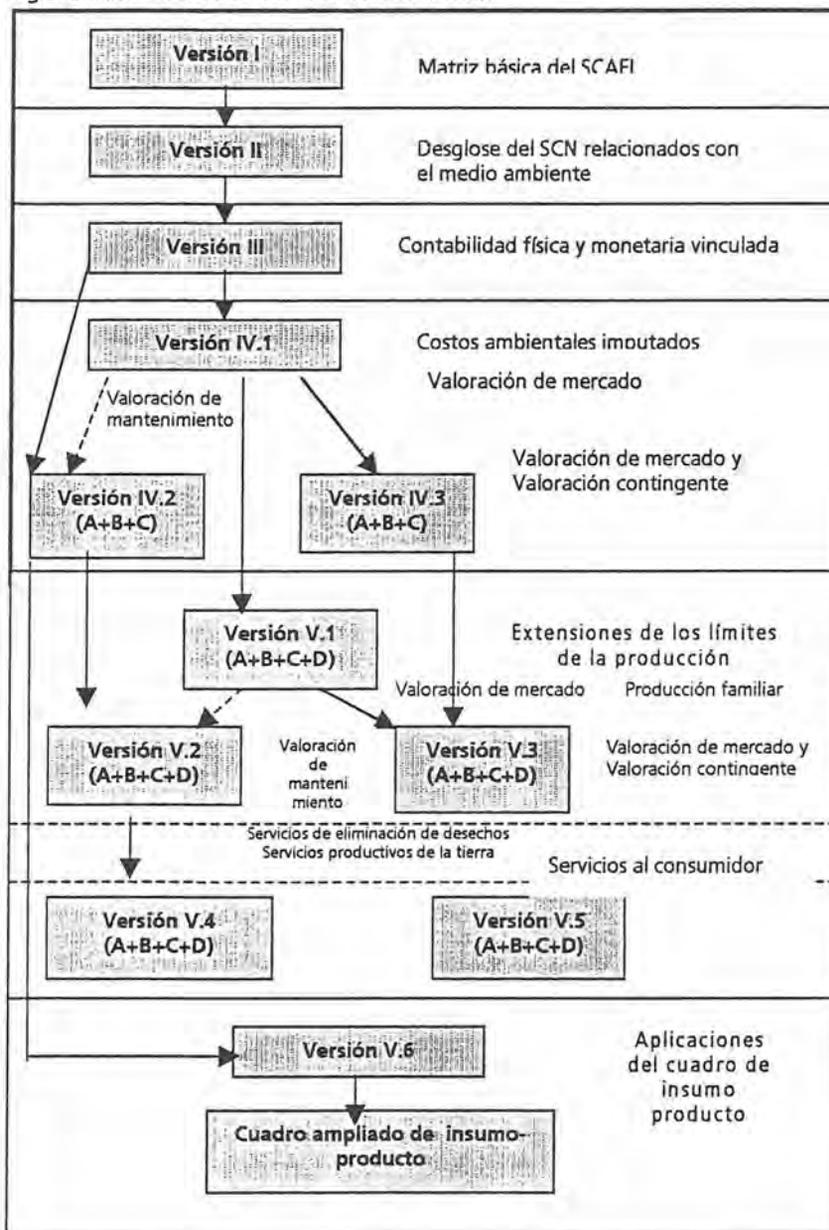 Versión I
Matriz básica del SCAEI
Versión II
Desglose del SCN relacionados con
el medio ambiente
Versión III
Contabilidad física y monetaria vinculada
Versión IV.1
Costos ambientales imputados
Valoración de mercado
Valoración de
mantenimiento
Valoración de mercado y
Valoración contingente
Versión IV.2
(A+B+C)
Versión IV.3
(A+B+C)
Versión V.1
(A+B+C+D)
Extensiones de los límites
de la producción
Valoración de mercado
Producción familiar
Versión V.2
(A+B+C+D)
Valoración
de
manteni
miento
Versión V.3
(A+B+C+D)
Valoración de mercado y
Valoración contingente
Servicios de eliminación de desechos
Servicios productivos de la tierra
Servicios al consumidor
Versión V.4
(A+B+C+D)
Versión V.5
(A+B+C+D)
Versión V.6
Aplicaciones
del cuadro de
insumo
producto
Cuadro ampliado de insumo-
producto